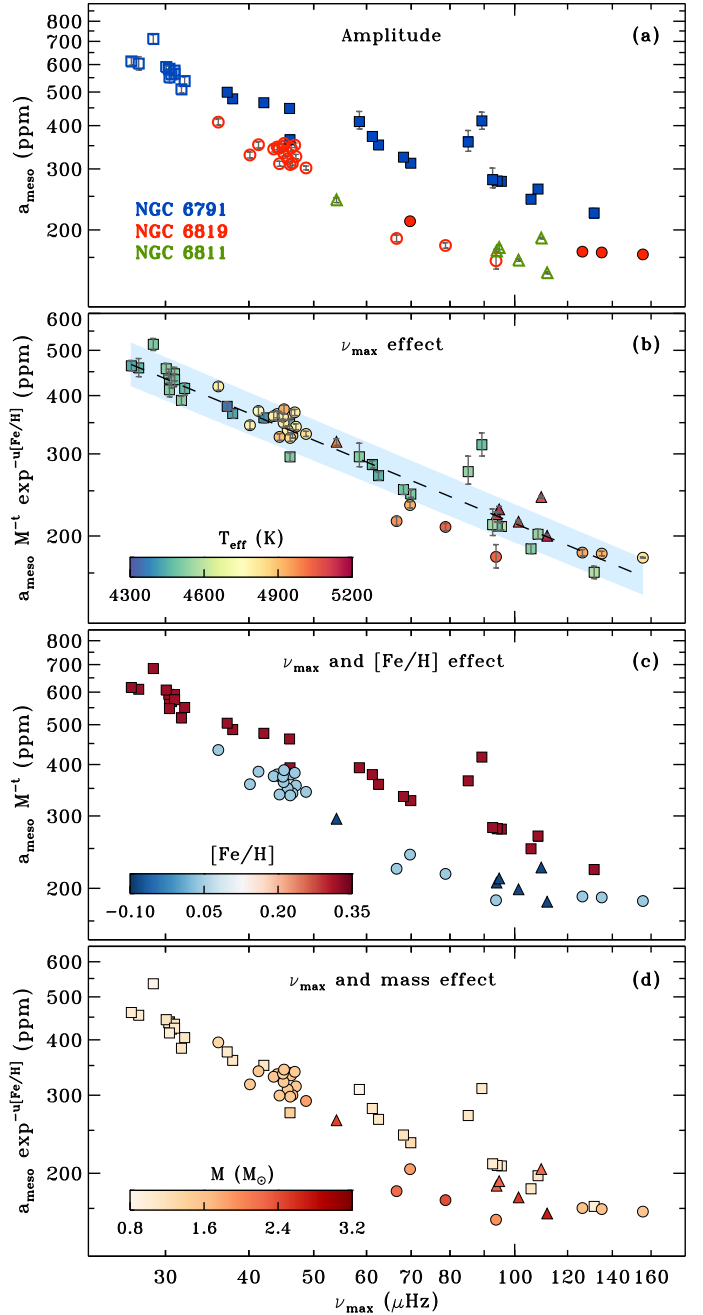 Amplitude (a)
800
700
600
500
400
300
200
a_meso (ppm)
NGC 6791
NGC 6819
NGC 6811
ν_max effect (b)
600
500
400
300
200
a_meso M^−t exp^−u[Fe/H] (ppm)
T_eff (K)
4300 4600 4900 5200
ν_max and [Fe/H] effect (c)
800
700
600
500
400
300
200
a_meso M^−t (ppm)
[Fe/H]
−0.10 0.05 0.20 0.35
ν_max and mass effect (d)
600
500
400
300
200
a_meso exp^−u[Fe/H] (ppm)
M (M_⊙)
0.8 1.6 2.4 3.2
30 40 50 60 70 80 100 120 140 160
ν_max (μHz)